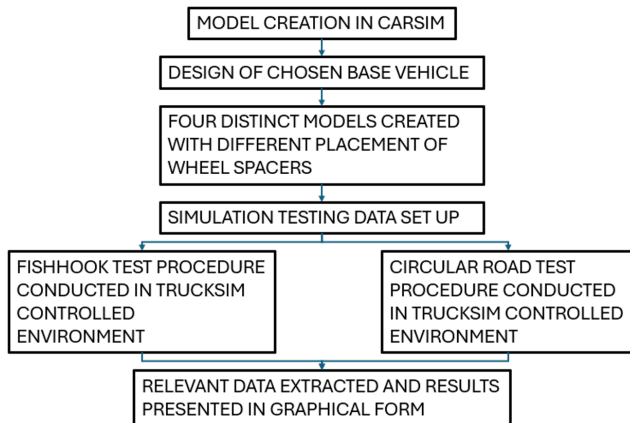 MODEL CREATION IN CARSIM
DESIGN OF CHOSEN BASE VEHICLE
FOUR DISTINCT MODELS CREATED
WITH DIFFERENT PLACEMENT OF
WHEEL SPACERS
SIMULATION TESTING DATA SET UP
FISHHOOK TEST PROCEDURE
CONDUCTED IN TRUCKSIM
CONTROLLED
ENVIRONMENT
CIRCULAR ROAD TEST
PROCEDURE CONDUCTED
IN TRUCKSIM CONTROLLED
ENVIRONMENT
RELEVANT DATA EXTRACTED AND RESULTS
PRESENTED IN GRAPHICAL FORM